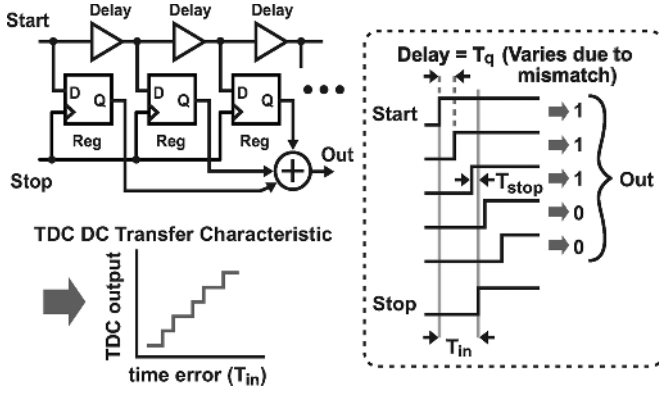 Start
Delay
Delay
Delay
D
Q
D
Q
D
Q
Reg
Reg
Reg
Stop
Out
Delay = Tq (Varies due to
mismatch)
Start
1
1
1
Tstop
0
0
Out
Stop
Tin
TDC DC Transfer Characteristic
TDC output
time error (Tin)